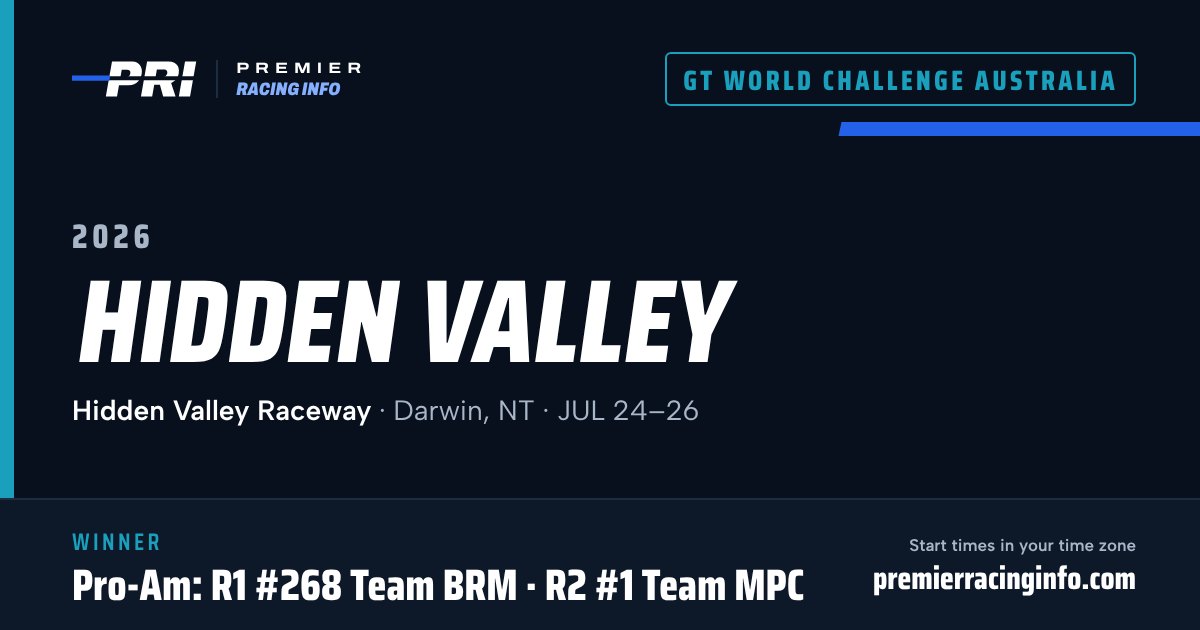 PRI
PREMIER
RACING INFO
GT WORLD CHALLENGE AUSTRALIA
2026
HIDDEN VALLEY
Hidden Valley Raceway · Darwin, NT · JUL 24–26
WINNER
Pro-Am: R1 #268 Team BRM · R2 #1 Team MPC
Start times in your time zone
premierracinginfo.com